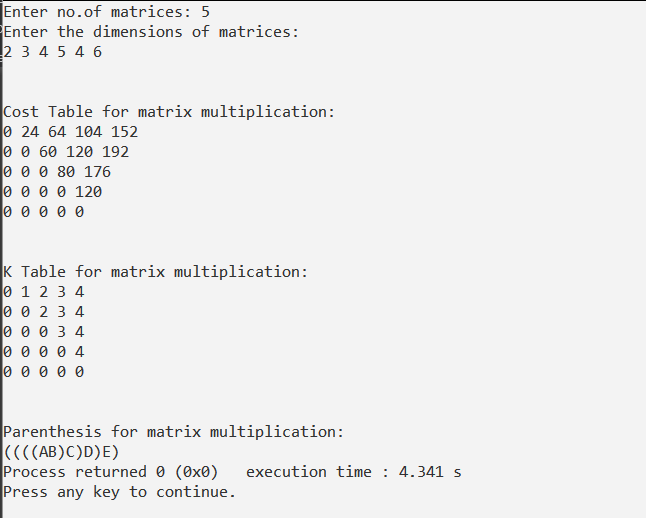 Enter no.of matrices: 5
Enter the dimensions of matrices:
2 3 4 5 4 6
Cost Table for matrix multiplication:
0 24 64 104 152
0 0 60 120 192
0 0 0 80 176
0 0 0 0 120
0 0 0 0 0
K Table for matrix multiplication:
0 1 2 3 4
0 0 2 3 4
0 0 0 3 4
0 0 0 0 4
0 0 0 0 0
Parenthesis for matrix multiplication:
((((AB)C)D)E)
Process returned 0 (0x0)   execution time : 4.341 s
Press any key to continue.